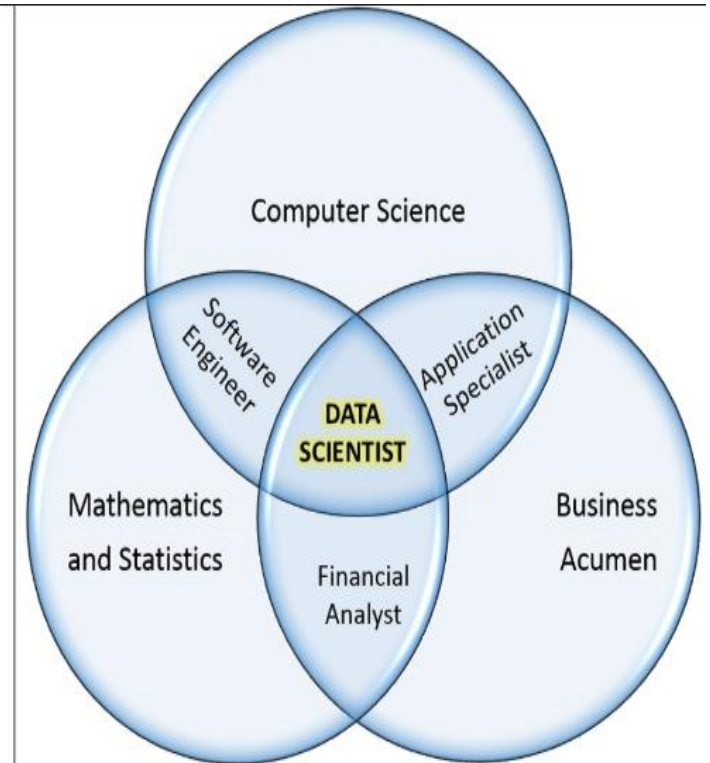 Computer Science
Software
Engineer
Application
Specialist
DATA
SCIENTIST
Mathematics
and Statistics
Business
Acumen
Financial
Analyst